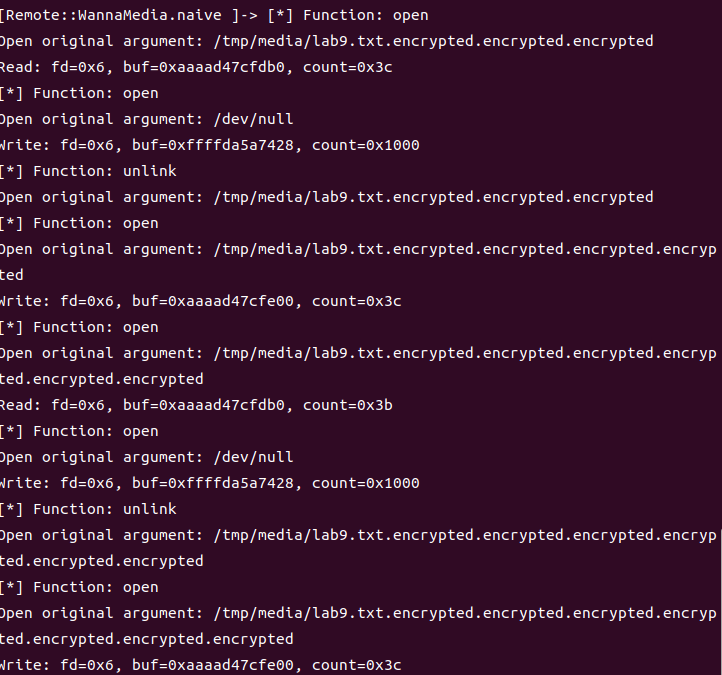 [Remote::WannaMedia.naive ]-> [*] Function: open
Open original argument: /tmp/media/lab9.txt.encrypted.encrypted.encrypted
Read: fd=0x6, buf=0xaaaad47cfdb0, count=0x3c
[*] Function: open
Open original argument: /dev/null
Write: fd=0x6, buf=0xffffda5a7428, count=0x1000
[*] Function: unlink
Open original argument: /tmp/media/lab9.txt.encrypted.encrypted.encrypted
[*] Function: open
Open original argument: /tmp/media/lab9.txt.encrypted.encrypted.encrypted.encryp
ted
Write: fd=0x6, buf=0xaaaad47cfe00, count=0x3c
[*] Function: open
Open original argument: /tmp/media/lab9.txt.encrypted.encrypted.encrypted.encryp
ted.encrypted.encrypted
Read: fd=0x6, buf=0xaaaad47cfdb0, count=0x3b
[*] Function: open
Open original argument: /dev/null
Write: fd=0x6, buf=0xffffda5a7428, count=0x1000
[*] Function: unlink
Open original argument: /tmp/media/lab9.txt.encrypted.encrypted.encrypted.encryp
ted.encrypted.encrypted
[*] Function: open
Open original argument: /tmp/media/lab9.txt.encrypted.encrypted.encrypted.encryp
ted.encrypted.encrypted.encrypted
Write: fd=0x6, buf=0xaaaad47cfe00, count=0x3c